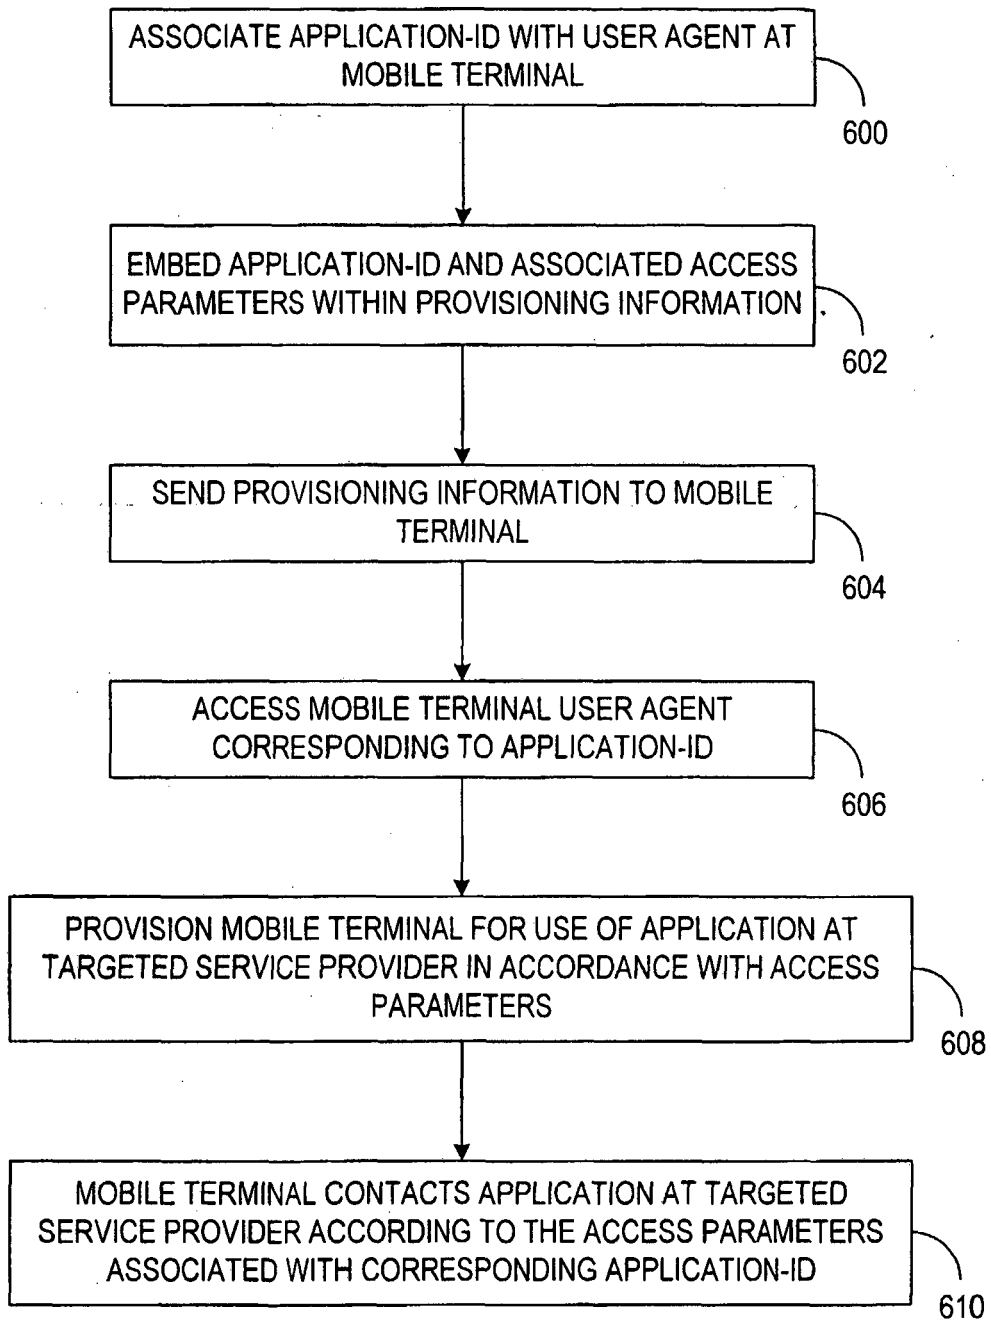 ASSOCIATE APPLICATION-ID WITH USER AGENT AT
MOBILE TERMINAL
600
EMBED APPLICATION-ID AND ASSOCIATED ACCESS
PARAMETERS WITHIN PROVISIONING INFORMATION
602
SEND PROVISIONING INFORMATION TO MOBILE
TERMINAL
604
ACCESS MOBILE TERMINAL USER AGENT
CORRESPONDING TO APPLICATION-ID
606
PROVISION MOBILE TERMINAL FOR USE OF APPLICATION AT
TARGETED SERVICE PROVIDER IN ACCORDANCE WITH ACCESS
PARAMETERS
608
MOBILE TERMINAL CONTACTS APPLICATION AT TARGETED
SERVICE PROVIDER ACCORDING TO THE ACCESS PARAMETERS
ASSOCIATED WITH CORRESPONDING APPLICATION-ID
610